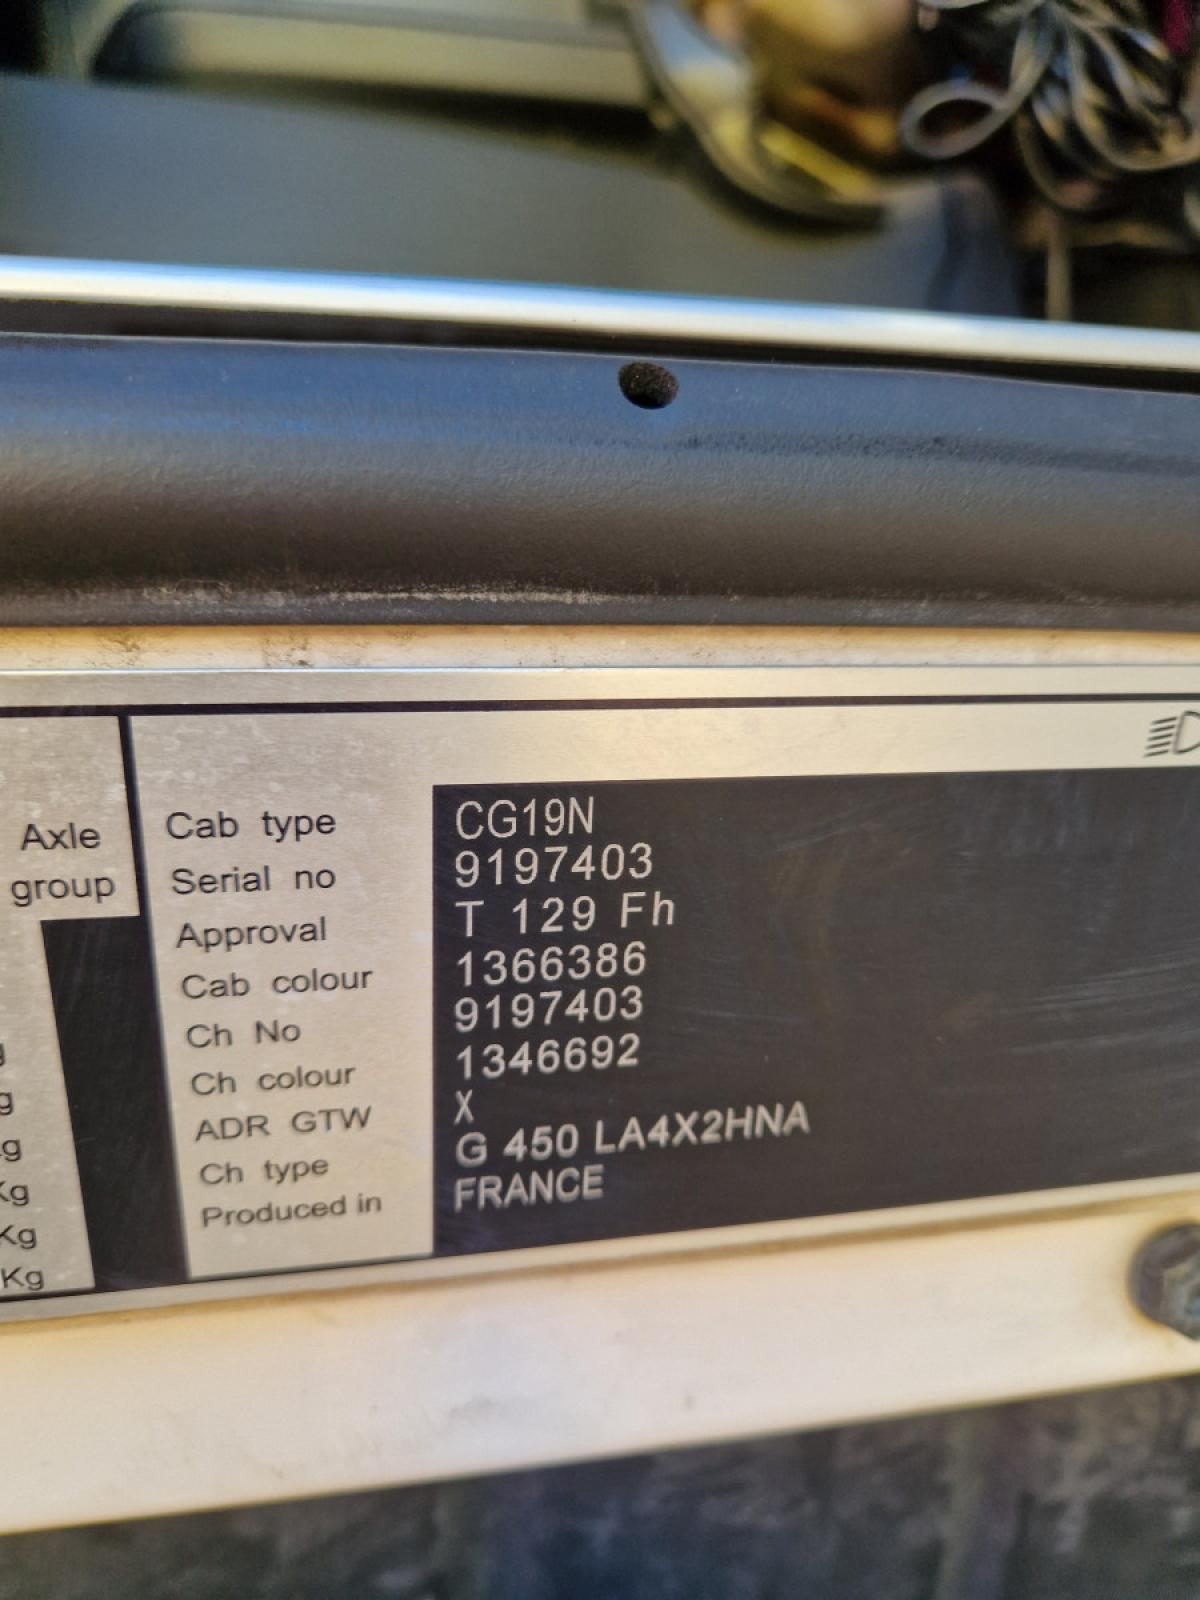 Axle
group
Cab type CG19N
Serial no 9197403
Approval T 129 Fh
Cab colour 1366386
Ch No 9197403
Ch colour 1346692
ADR GTW X
Ch type G 450 LA4X2HNA
Produced in FRANCE
g
g
g
Kg
Kg
Kg